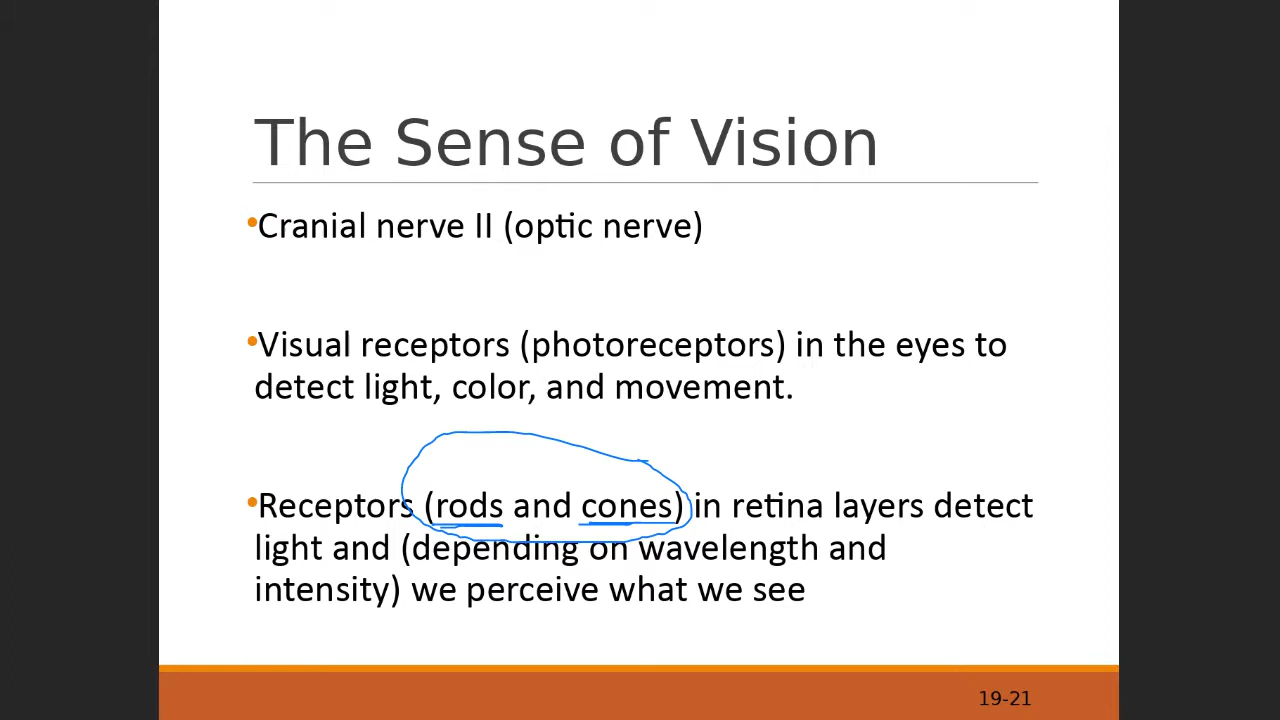 The Sense of Vision
•Cranial nerve II (optic nerve)
•Visual receptors (photoreceptors) in the eyes to
detect light, color, and movement.
•Receptors (rods and cones) in retina layers detect
light and (depending on wavelength and
intensity) we perceive what we see
19-21